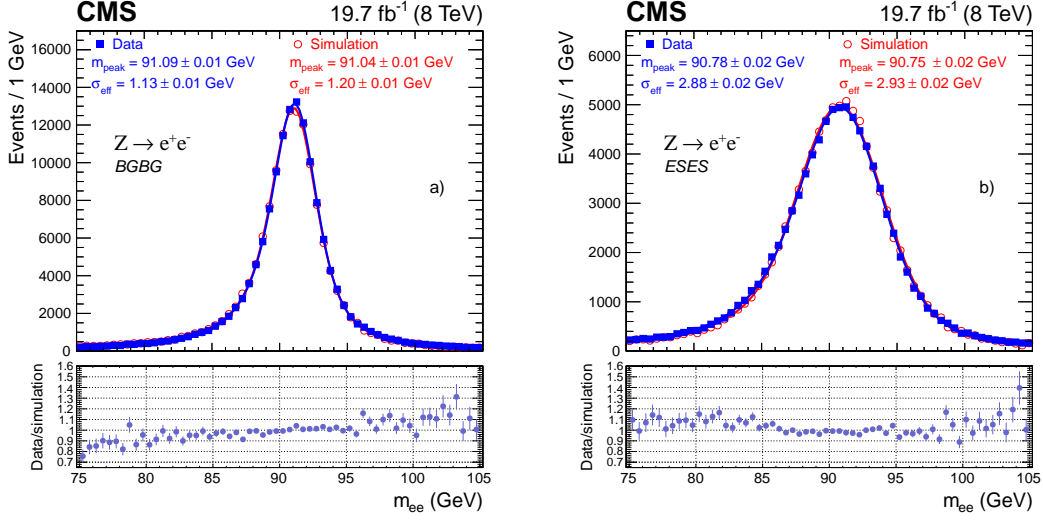 CMS 19.7 fb⁻¹ (8 TeV)
Events / 1 GeV
16000
14000
12000
10000
8000
6000
4000
2000
0
Data Simulation
m_peak = 91.09 ± 0.01 GeV m_peak = 91.04 ± 0.01 GeV
σ_eff = 1.13 ± 0.01 GeV σ_eff = 1.20 ± 0.01 GeV
Z → e⁺e⁻
BGBG
a)
Data/simulation
1.6
1.5
1.4
1.3
1.2
1.1
1
0.9
0.8
0.7
75 80 85 90 95 100 105
m_ee (GeV)
CMS 19.7 fb⁻¹ (8 TeV)
Events / 1 GeV
6000
5000
4000
3000
2000
1000
0
Data Simulation
m_peak = 90.78 ± 0.02 GeV m_peak = 90.75 ± 0.02 GeV
σ_eff = 2.88 ± 0.02 GeV σ_eff = 2.93 ± 0.02 GeV
Z → e⁺e⁻
ESES
b)
Data/simulation
1.6
1.5
1.4
1.3
1.2
1.1
1
0.9
0.8
0.7
75 80 85 90 95 100 105
m_ee (GeV)